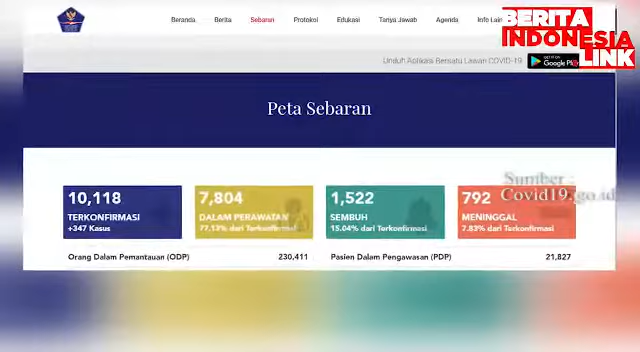 Beranda Berita Sebaran Protokol Edukasi Tanya Jawab Agenda Info Lain
BERITA
INDONESIA
LINK
Unduh Aplikasi Bersatu Lawan COVID-19
GET IT ON
Google Play
Peta Sebaran
Sumber :
Covid19.go.id
10,118
TERKONFIRMASI
+347 Kasus
7,804
DALAM PERAWATAN
77.13% dari Terkonfirmasi
1,522
SEMBUH
15.04% dari Terkonfirmasi
792
MENINGGAL
7.83% dari Terkonfirmasi
Orang Dalam Pemantauan (ODP) 230,411
Pasien Dalam Pengawasan (PDP) 21,827